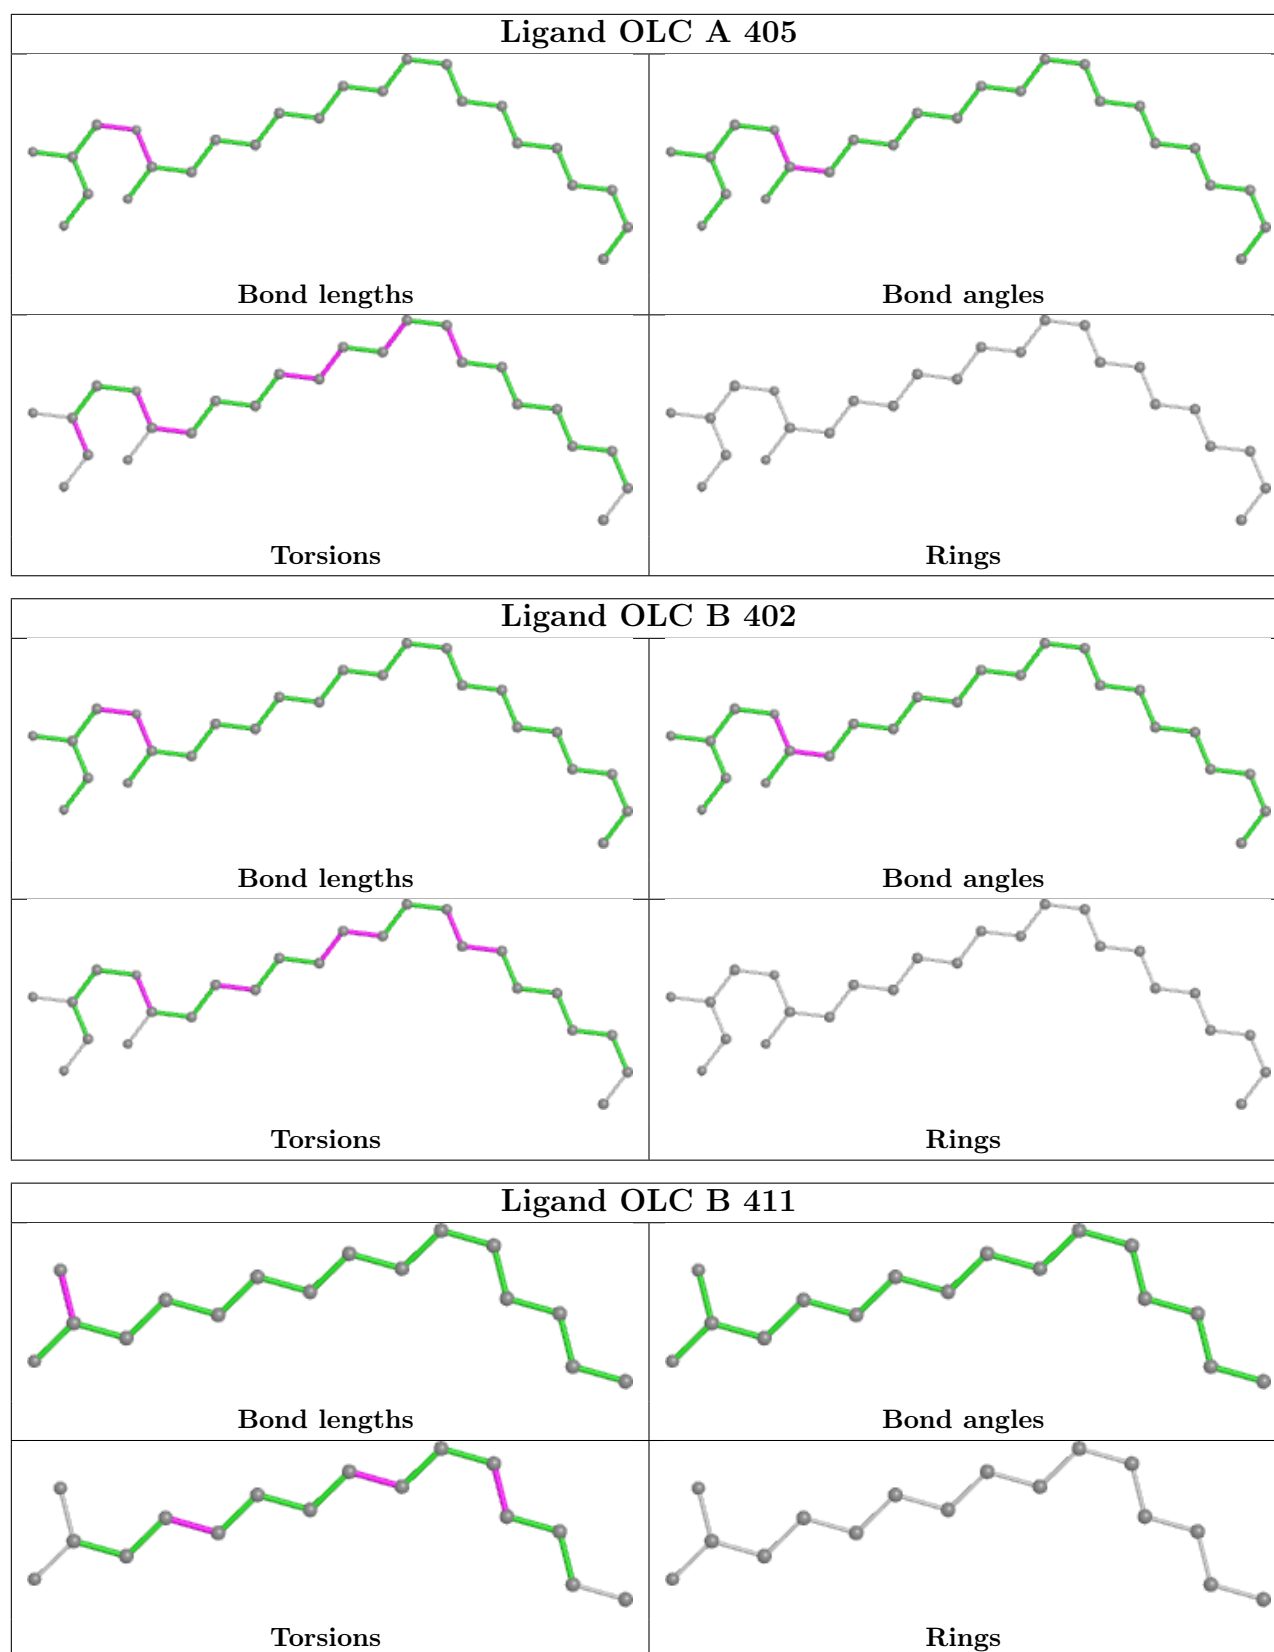 Ligand OLC A 405
Bond lengths
Bond angles
Torsions
Rings
Ligand OLC B 402
Bond lengths
Bond angles
Torsions
Rings
Ligand OLC B 411
Bond lengths
Bond angles
Torsions
Rings